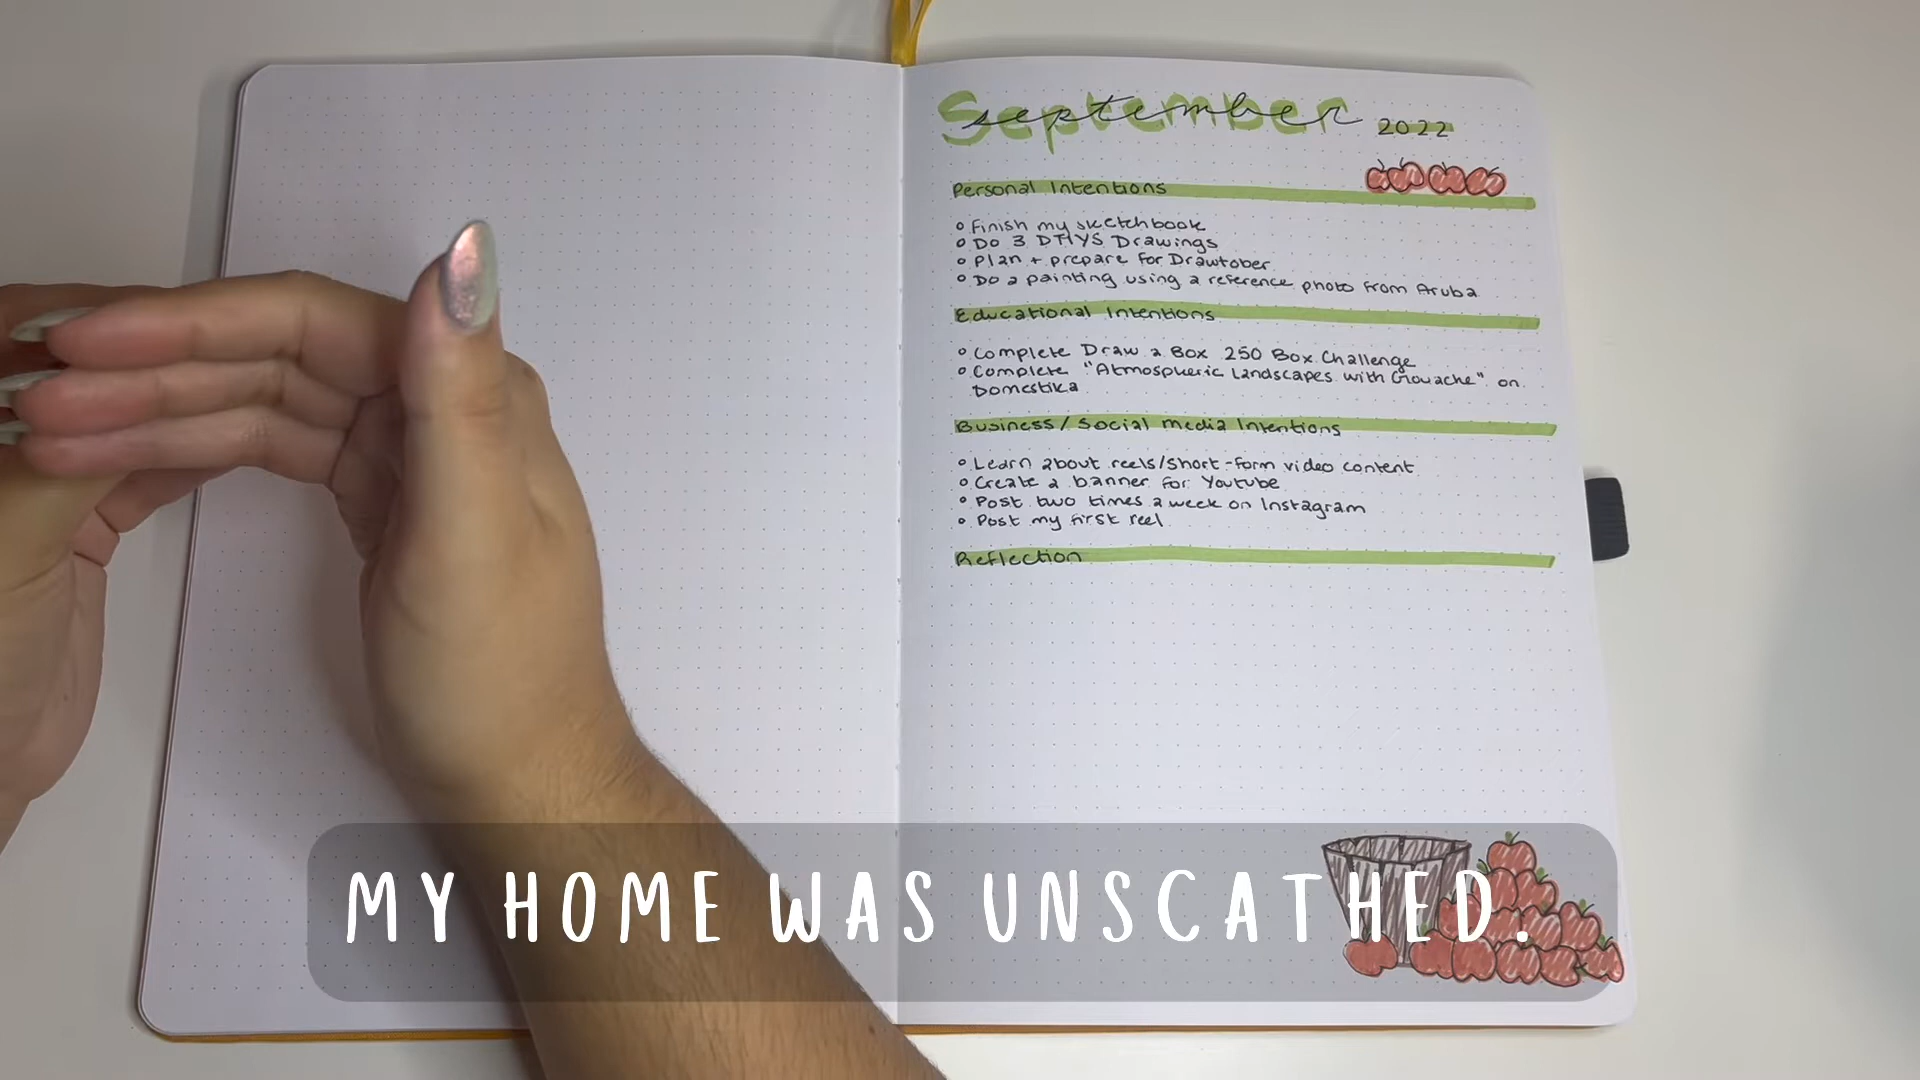 September
september 2022
Personal Intentions
Finish my sketchbook
Do 3 DTIYS Drawings
Plan + prepare for Drawtober
Do a painting using a reference photo from Aruba
Educational Intentions
Complete Draw a Box 250 Box Challenge
Complete "Atmospheric Landscapes with Gouache" on
Domestika
Business/Social Media Intentions
Learn about reels/short-form video content
Create a banner for Youtube
Post two times a week on Instagram
Post my first reel
Reflection
MY HOME WAS UNSCATHED.